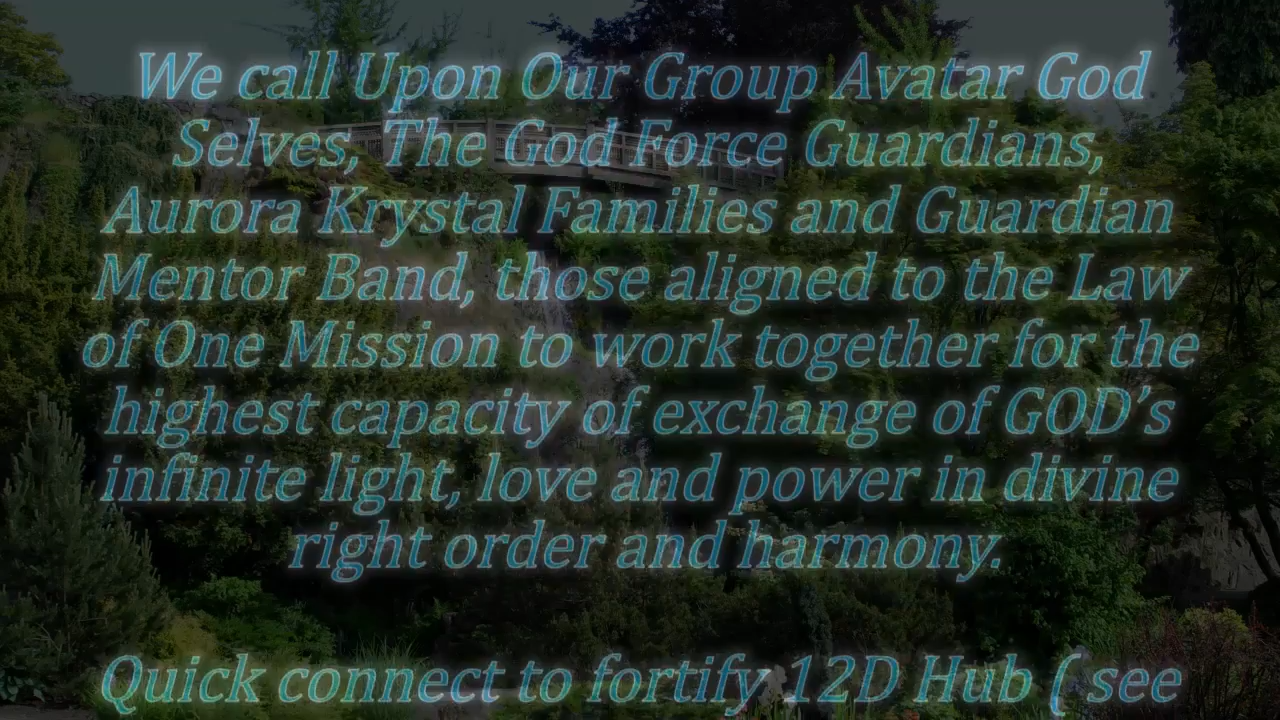 We call Upon Our Group Avatar God
Selves, The God Force Guardians,
Aurora Krystal Families and Guardian
Mentor Band, those aligned to the Law
of One Mission to work together for the
highest capacity of exchange of GOD’s
infinite light, love and power in divine
right order and harmony.
Quick connect to fortify 12D Hub ( see